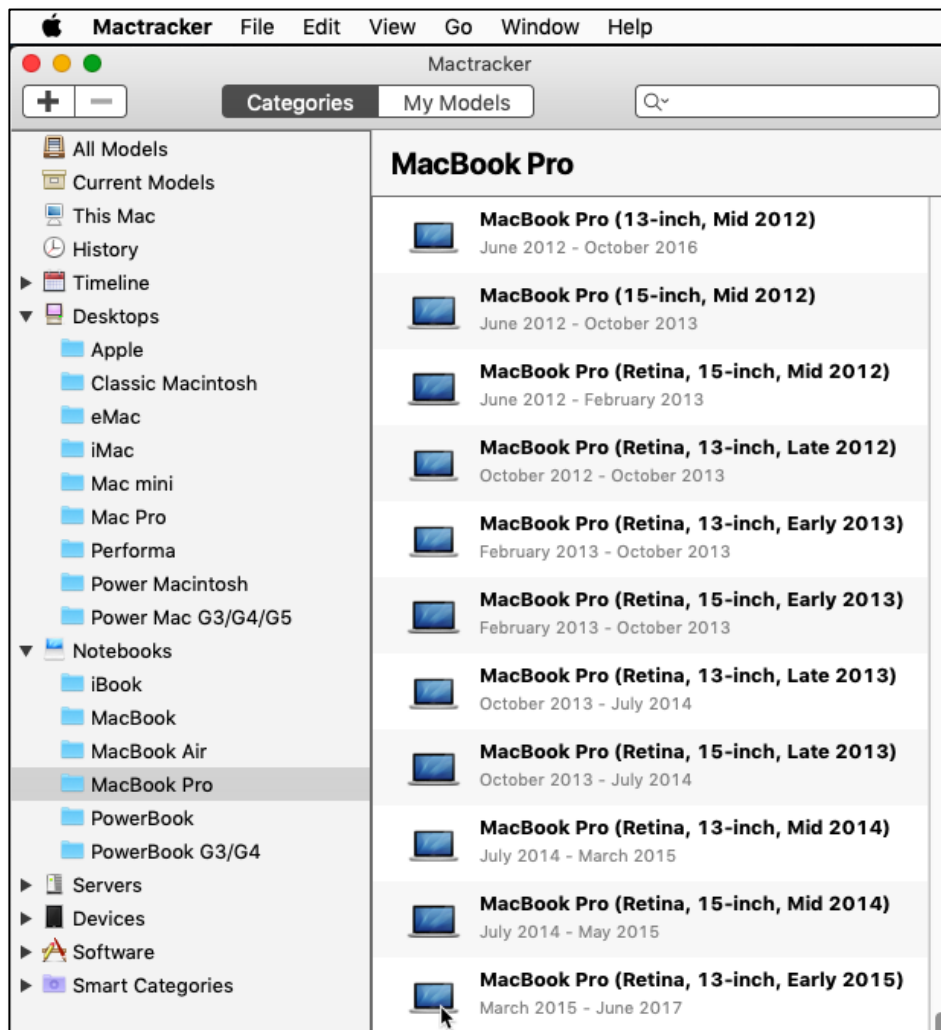 Mactracker File Edit View Go Window Help
Mactracker
Categories My Models
All Models
Current Models
This Mac
History
Timeline
Desktops
Apple
Classic Macintosh
eMac
iMac
Mac mini
Mac Pro
Performa
Power Macintosh
Power Mac G3/G4/G5
Notebooks
iBook
MacBook
MacBook Air
MacBook Pro
PowerBook
PowerBook G3/G4
Servers
Devices
Software
Smart Categories
MacBook Pro
MacBook Pro (13-inch, Mid 2012)
June 2012 - October 2016
MacBook Pro (15-inch, Mid 2012)
June 2012 - October 2013
MacBook Pro (Retina, 15-inch, Mid 2012)
June 2012 - February 2013
MacBook Pro (Retina, 13-inch, Late 2012)
October 2012 - October 2013
MacBook Pro (Retina, 13-inch, Early 2013)
February 2013 - October 2013
MacBook Pro (Retina, 15-inch, Early 2013)
February 2013 - October 2013
MacBook Pro (Retina, 13-inch, Late 2013)
October 2013 - July 2014
MacBook Pro (Retina, 15-inch, Late 2013)
October 2013 - July 2014
MacBook Pro (Retina, 13-inch, Mid 2014)
July 2014 - March 2015
MacBook Pro (Retina, 15-inch, Mid 2014)
July 2014 - May 2015
MacBook Pro (Retina, 13-inch, Early 2015)
March 2015 - June 2017